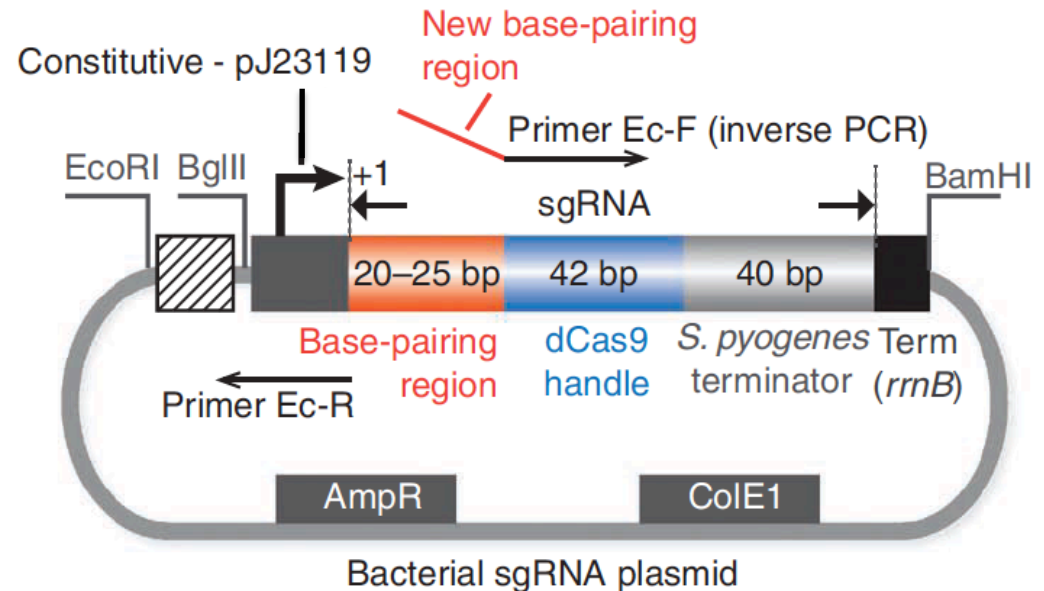 New base-pairing
region
Constitutive - pJ23119
Primer Ec-F (inverse PCR)
EcoRI
BglII
+1
sgRNA
BamHI
20–25 bp
42 bp
40 bp
Base-pairing
region
dCas9
handle
S. pyogenes
terminator
Term
(rrnB)
Primer Ec-R
AmpR
ColE1
Bacterial sgRNA plasmid